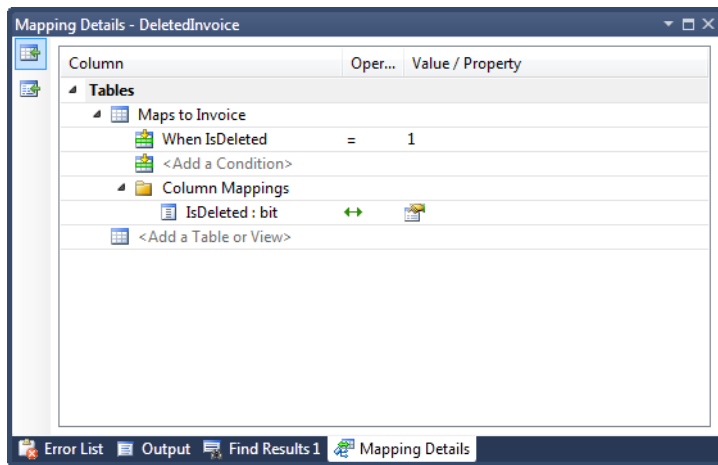 Mapping Details - DeletedInvoice
Column Oper... Value / Property
Tables
Maps to Invoice
When IsDeleted = 1
<Add a Condition>
Column Mappings
IsDeleted : bit
<Add a Table or View>
Error List Output Find Results 1 Mapping Details